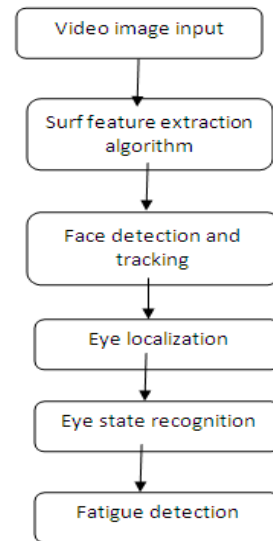 Video image input
Surf feature extraction
algorithm
Face detection and
tracking
Eye localization
Eye state recognition
Fatigue detection